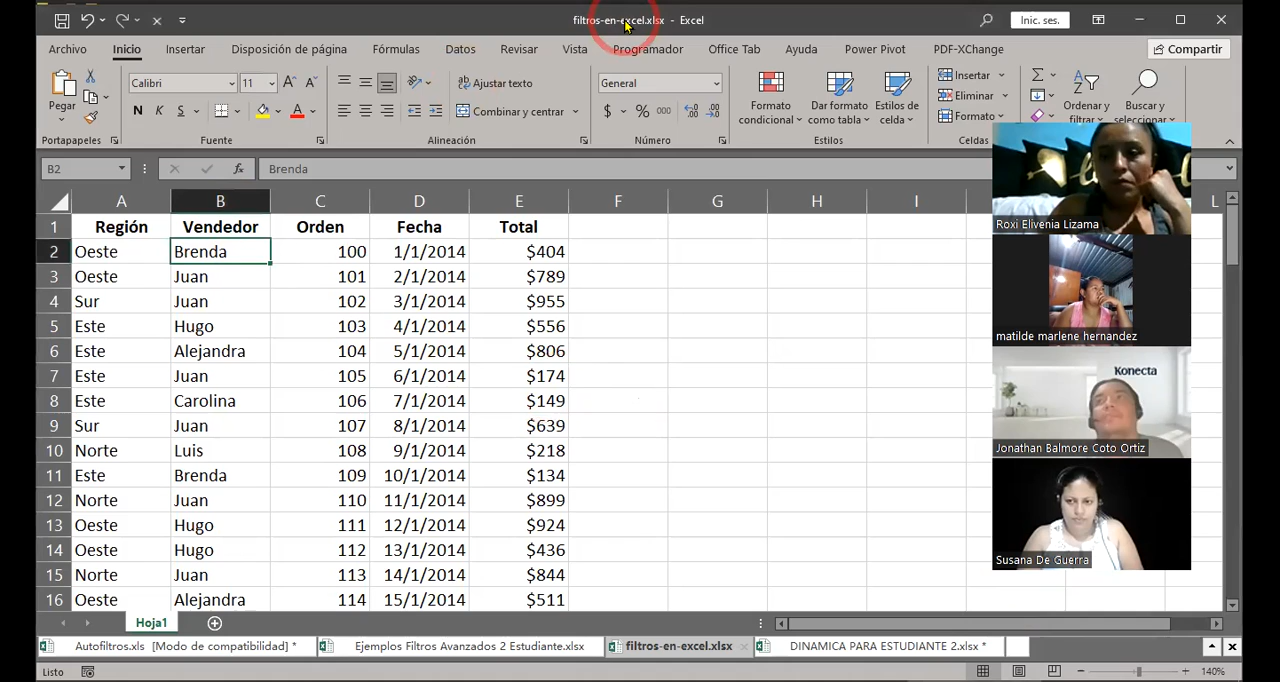 filtros-en-excel.xlsx - Excel
Inic. ses.
Archivo Inicio Insertar Disposición de página Fórmulas Datos Revisar Vista Programador Office Tab Ayuda Power Pivot PDF-XChange Compartir
Pegar
Calibri 11
N K S
Ajustar texto
Combinar y centrar
General
$ % 000
Formato condicional
Dar formato como tabla
Estilos de celda
Insertar
Eliminar
Formato
Ordenar y filtrar
Buscar y seleccionar
Portapapeles Fuente Alineación Número Estilos Celdas
B2 fx Brenda
A B C D E F G H I L
1 Región Vendedor Orden Fecha Total
2 Oeste Brenda 100 1/1/2014 $404
3 Oeste Juan 101 2/1/2014 $789
4 Sur Juan 102 3/1/2014 $955
5 Este Hugo 103 4/1/2014 $556
6 Este Alejandra 104 5/1/2014 $806
7 Este Juan 105 6/1/2014 $174
8 Este Carolina 106 7/1/2014 $149
9 Sur Juan 107 8/1/2014 $639
10 Norte Luis 108 9/1/2014 $218
11 Este Brenda 109 10/1/2014 $134
12 Norte Juan 110 11/1/2014 $899
13 Oeste Hugo 111 12/1/2014 $924
14 Oeste Hugo 112 13/1/2014 $436
15 Norte Juan 113 14/1/2014 $844
16 Oeste Alejandra 114 15/1/2014 $511
Roxi Elivenia Lizama
matilde marlene hernandez
Konecta
Jonathan Balmore Coto Ortiz
Susana De Guerra
Hoja1
Autofiltros.xls [Modo de compatibilidad] * Ejemplos Filtros Avanzados 2 Estudiante.xlsx filtros-en-excel.xlsx DINAMICA PARA ESTUDIANTE 2.xlsx *
Listo
140%